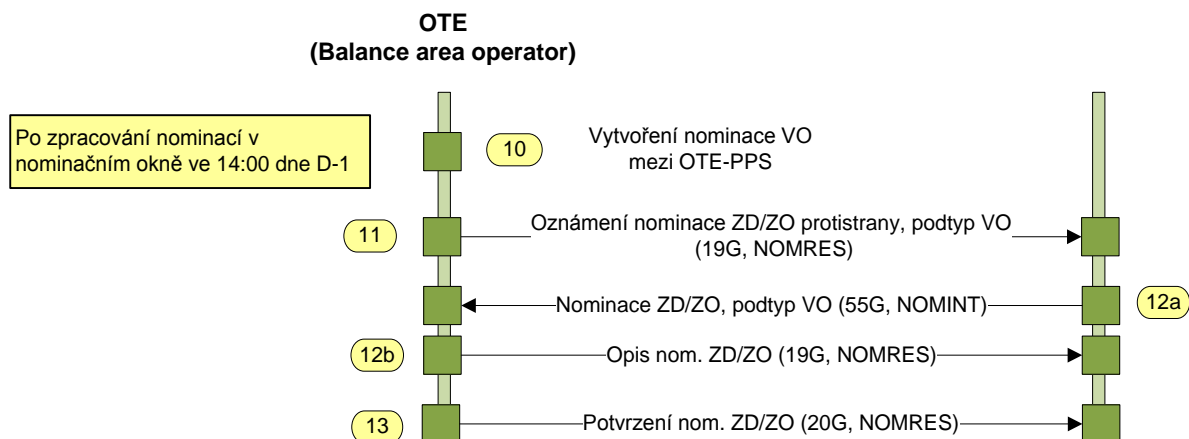 OTE
(Balance area operator)
Po zpracování nominací v
nominačním okně ve 14:00 dne D-1
10
Vytvoření nominace VO
mezi OTE-PPS
11
Oznámení nominace ZD/ZO protistrany, podtyp VO
(19G, NOMRES)
Nominace ZD/ZO, podtyp VO (55G, NOMINT)
12a
12b
Opis nom. ZD/ZO (19G, NOMRES)
13
Potvrzení nom. ZD/ZO (20G, NOMRES)